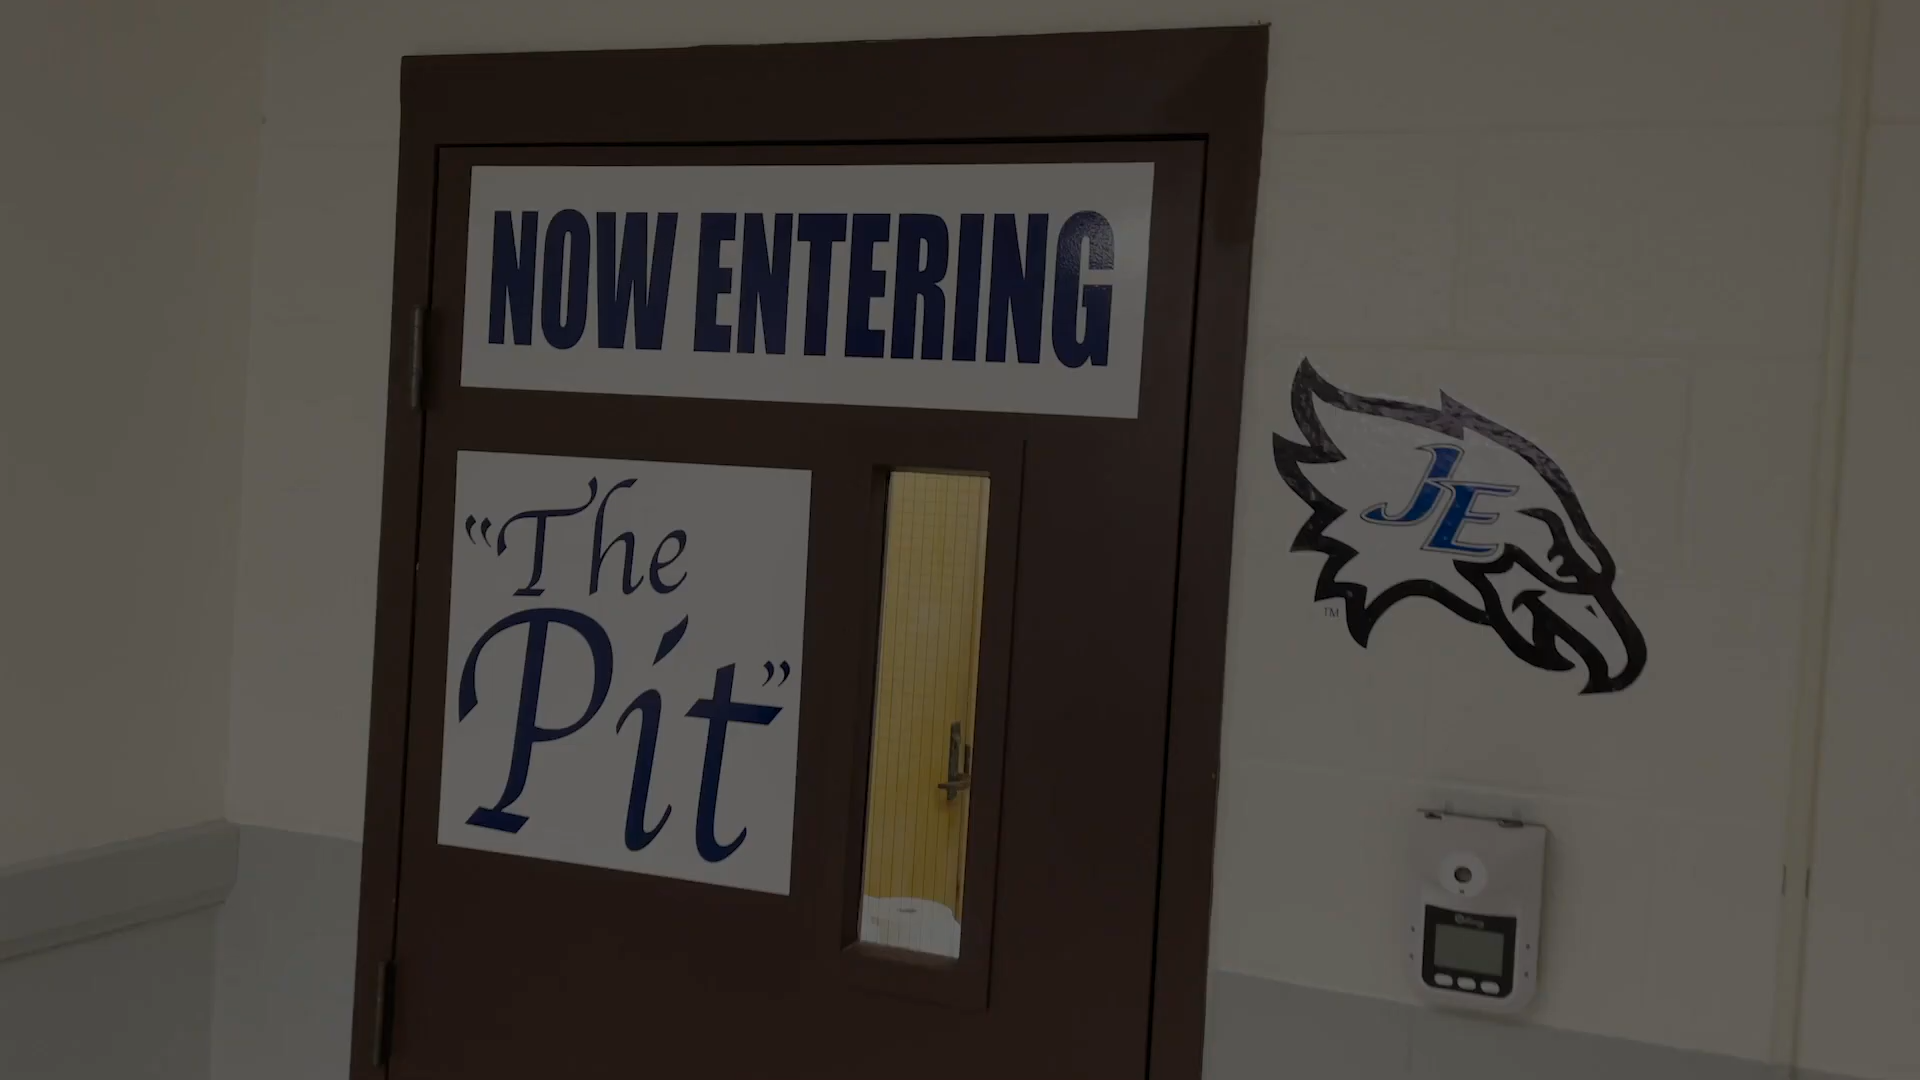 NOW ENTERING
“The
Pit”
JE
TM